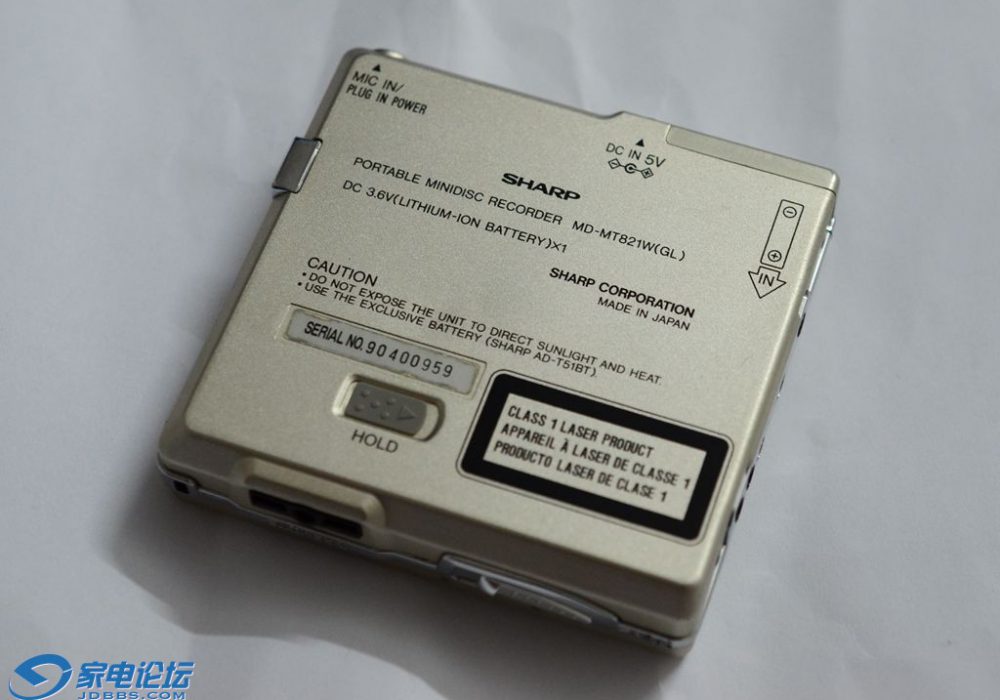 MIC IN/
PLUG IN POWER
DC IN 5V
SHARP
PORTABLE MINIDISC RECORDER MD-MT821W(GL)
DC 3.6V(LITHIUM-ION BATTERY)X1
IN
SHARP CORPORATION
MADE IN JAPAN
CAUTION
• DO NOT EXPOSE THE UNIT TO DIRECT SUNLIGHT AND HEAT.
• USE THE EXCLUSIVE BATTERY (SHARP AD-T51BT).
SERIAL NO. 90400959
HOLD
CLASS 1 LASER PRODUCT
APPAREIL À LASER DE CLASSE 1
PRODUCTO LASER DE CLASE 1
家电论坛
JDBBS.COM